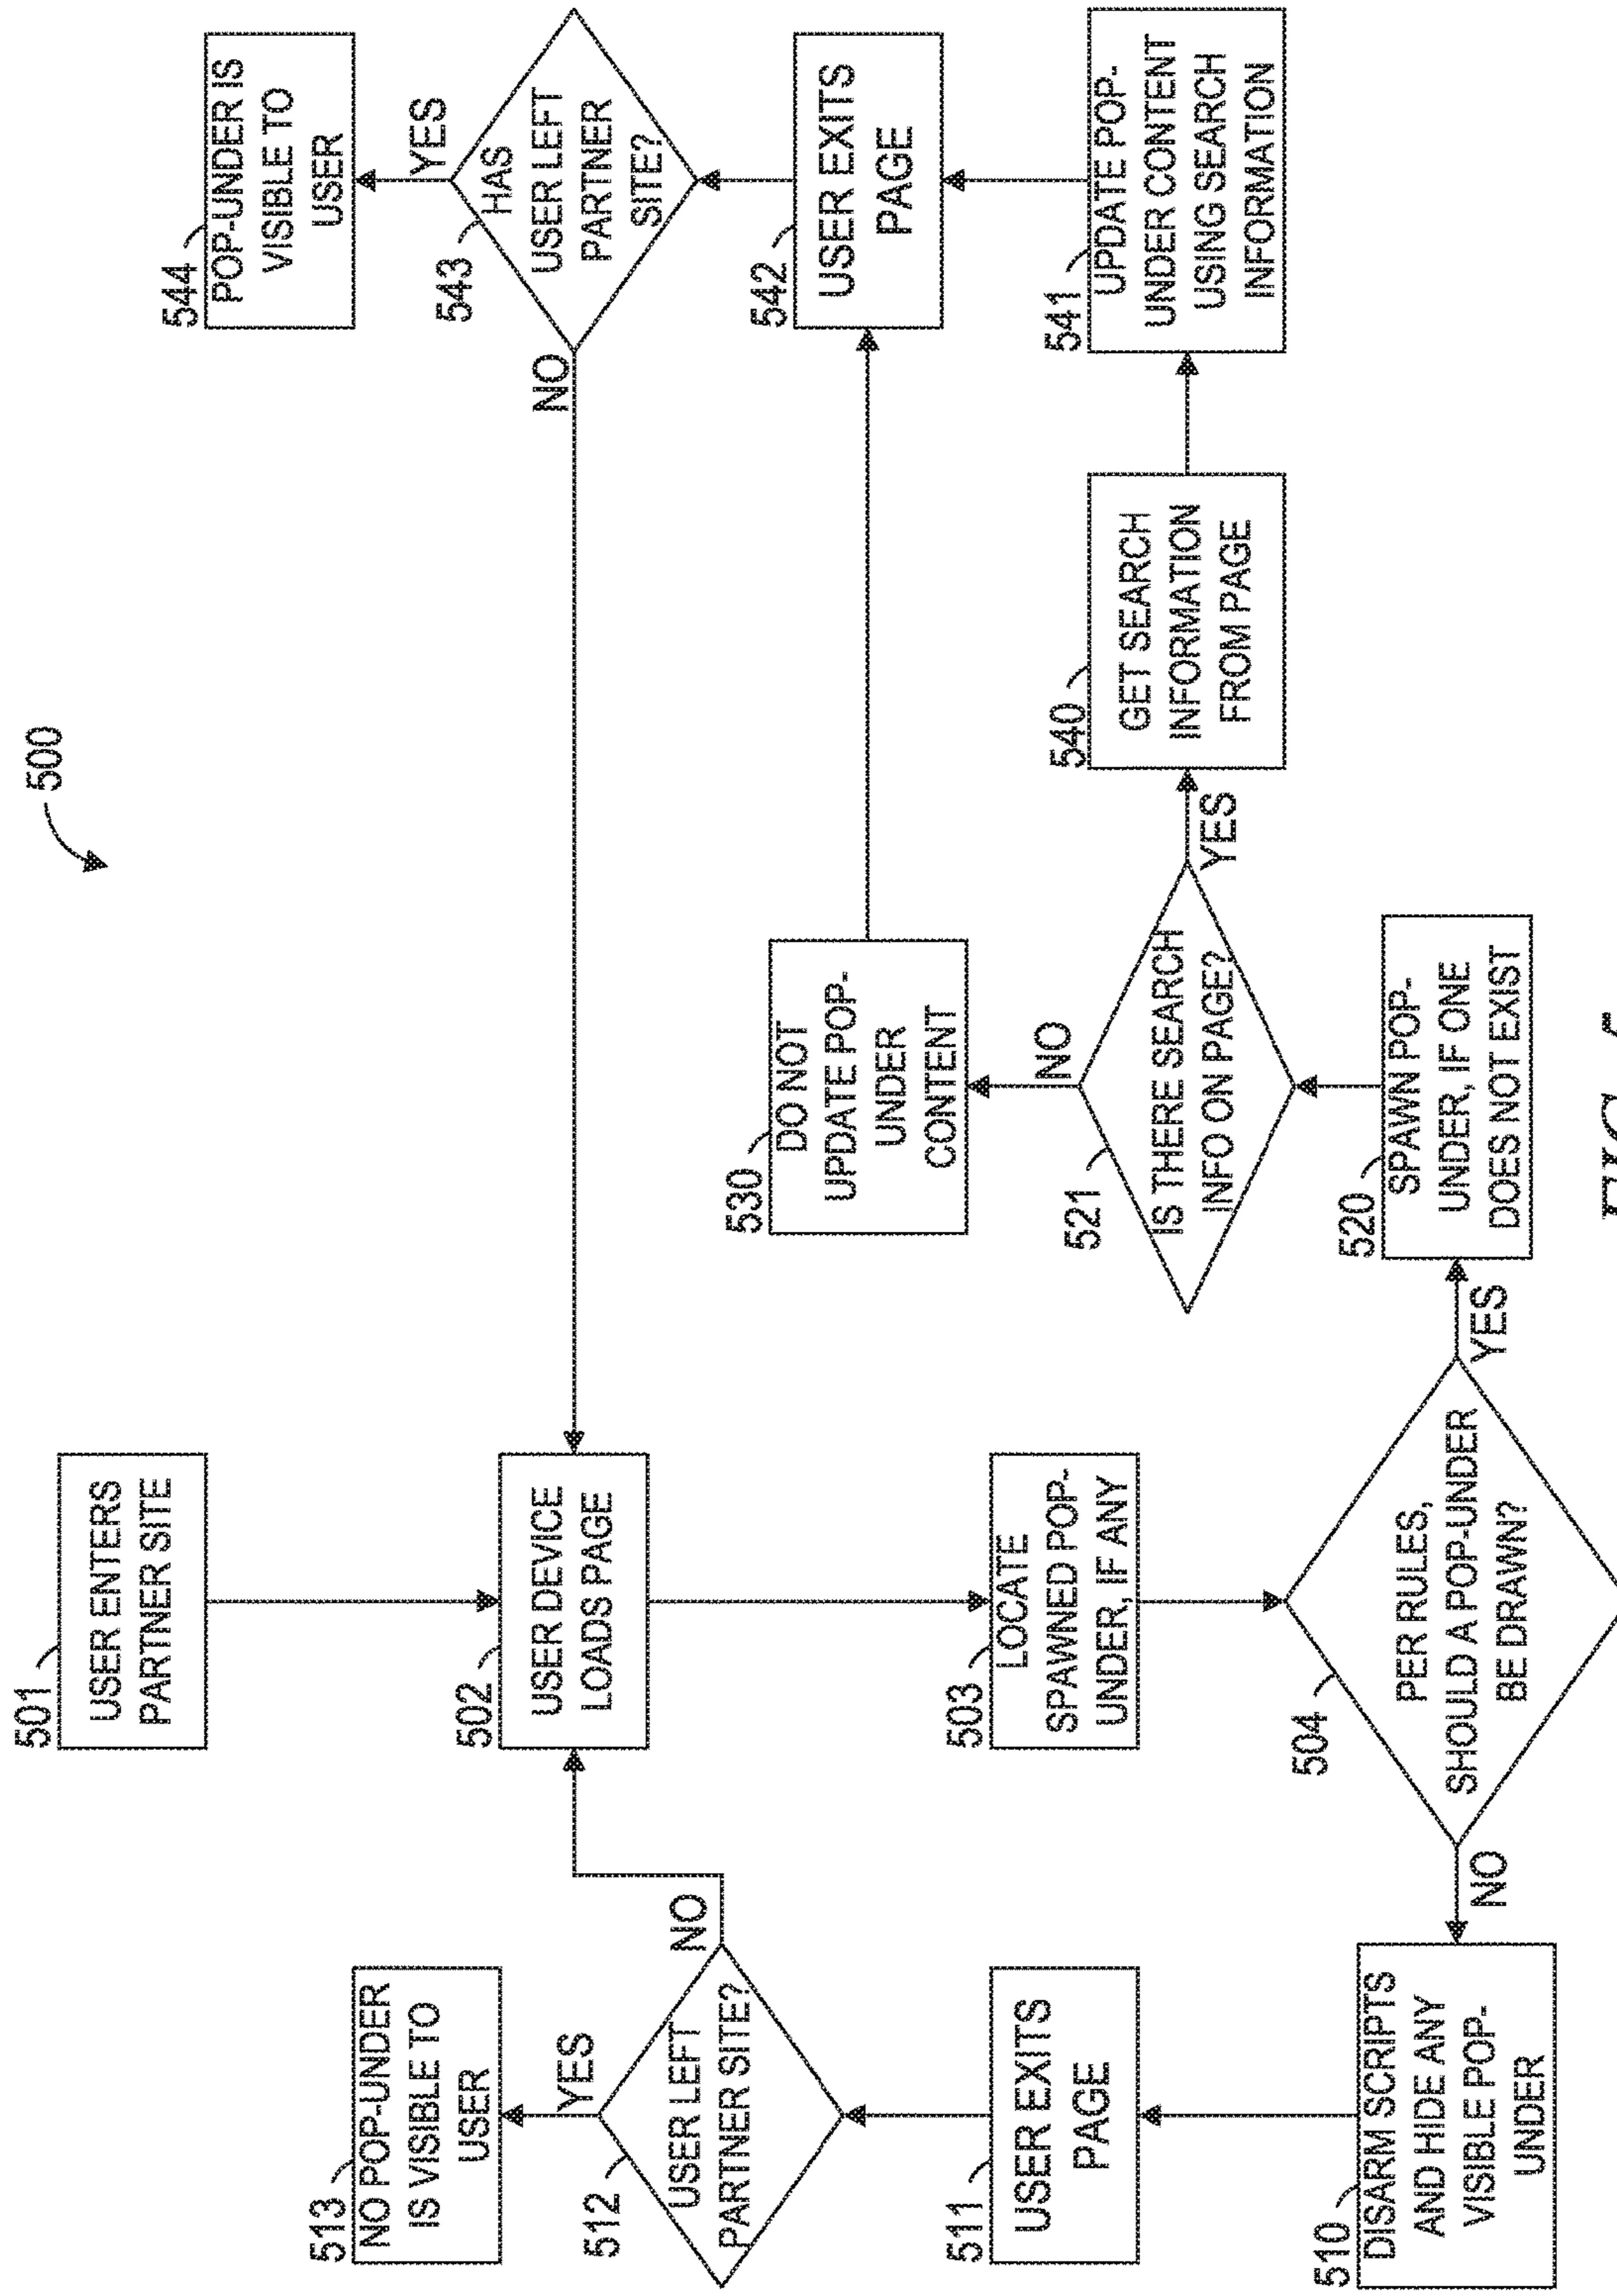 500
501
USER ENTERS
PARTNER SITE
502
USER DEVICE
LOADS PAGE
503
LOCATE
SPAWNED POP-
UNDER, IF ANY
504
PER RULES,
SHOULD A POP-UNDER
BE DRAWN?
NO
YES
510
DISARM SCRIPTS
AND HIDE ANY
VISIBLE POP-
UNDER
511
USER EXITS
PAGE
512
USER LEFT
PARTNER SITE?
NO
YES
513
NO POP-UNDER
IS VISIBLE TO
USER
520
SPAWN POP-
UNDER, IF ONE
DOES NOT EXIST
521
IS THERE SEARCH
INFO ON PAGE?
NO
YES
530
DO NOT
UPDATE POP-
UNDER
CONTENT
540
GET SEARCH
INFORMATION
FROM PAGE
541
UPDATE POP-
UNDER CONTENT
USING SEARCH
INFORMATION
542
USER EXITS
PAGE
543
HAS
USER LEFT
PARTNER
SITE?
NO
YES
544
POP-UNDER IS
VISIBLE TO
USER